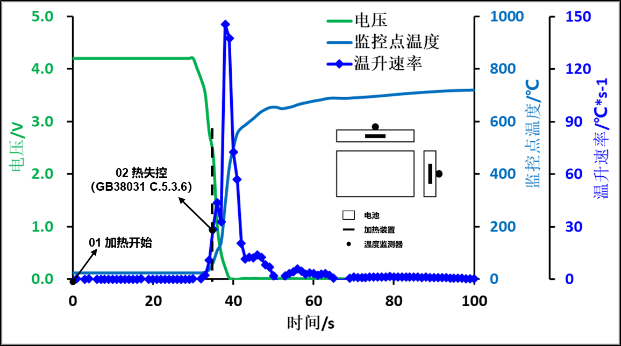 5.0
4.0
3.0
2.0
1.0
0.0
电压/V
电压
监控点温度
温升速率
02 热失控
(GB38031 C.5.3.6)
01 加热开始
电池
加热装置
温度监测器
0
20
40
60
80
100
时间/s
1000
800
600
400
200
0
监控点温度/℃
150
120
90
60
30
0
温升速率/℃*s-1